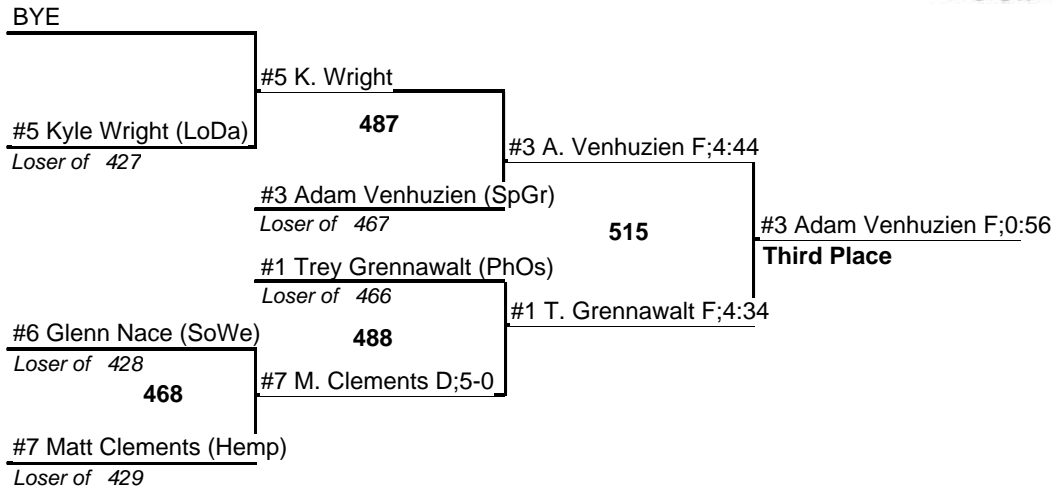 BYE
#5 K. Wright
487
#5 Kyle Wright (LoDa)
Loser of 427
#3 A. Venhuzien F;4:44
#3 Adam Venhuzien (SpGr)
Loser of 467
515
#3 Adam Venhuzien F;0:56
Third Place
#1 Trey Grennawalt (PhOs)
Loser of 466
#1 T. Grennawalt F;4:34
#6 Glenn Nace (SoWe)
488
Loser of 428
468
#7 M. Clements D;5-0
#7 Matt Clements (Hemp)
Loser of 429